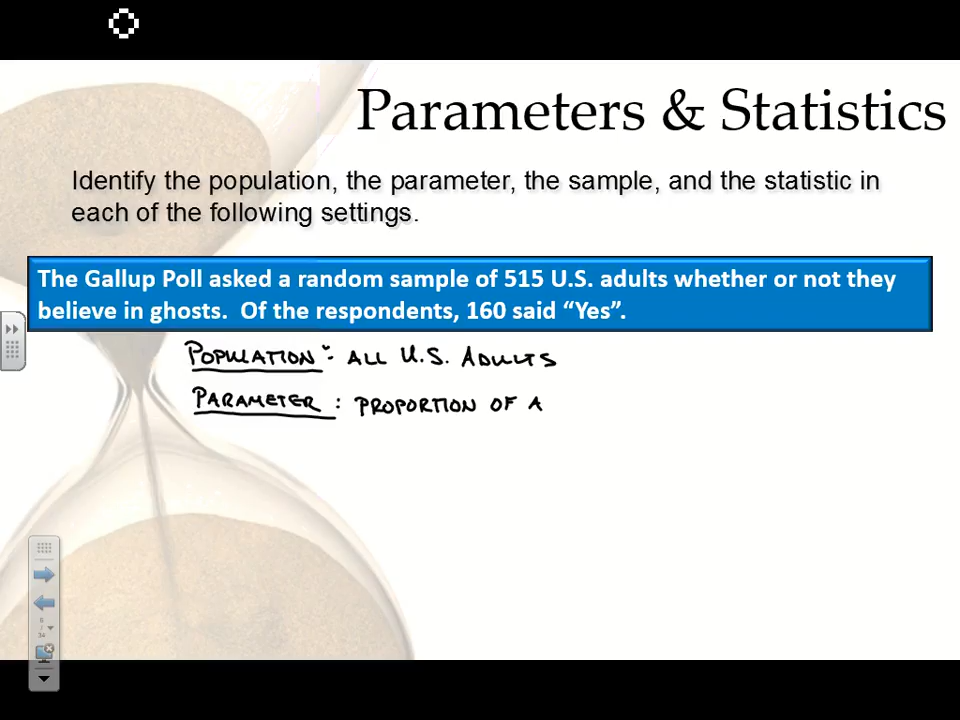 Parameters & Statistics
Identify the population, the parameter, the sample, and the statistic in
each of the following settings.
The Gallup Poll asked a random sample of 515 U.S. adults whether or not they
believe in ghosts. Of the respondents, 160 said “Yes”.
POPULATION: ALL U.S. ADULTS
PARAMETER: PROPORTION OF A
6
/
34